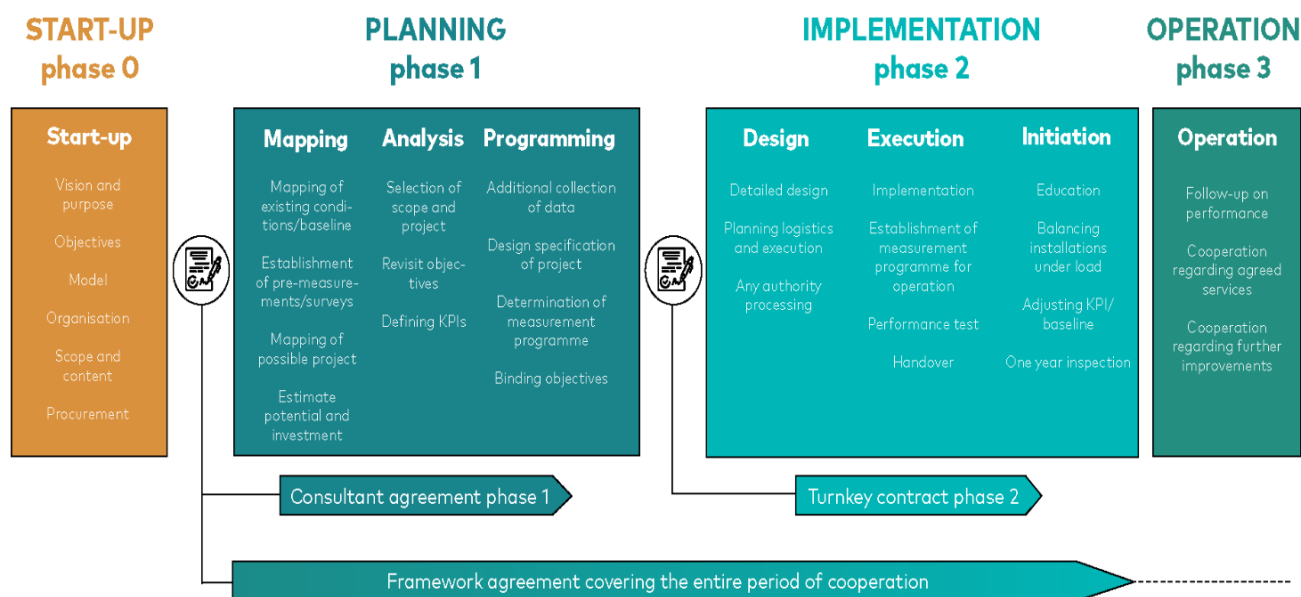 START-UP
phase 0
PLANNING
phase 1
IMPLEMENTATION
phase 2
OPERATION
phase 3
Start-up
Vision and
purpose
Objectives
Model
Organisation
Scope and
content
Procurement
Mapping
Mapping of
existing condi-
tions/baseline
Establishment
of pre-measure-
ments/surveys
Mapping of
possible project
Estimate
potential and
investment
Analysis
Selection of
scope and
project
Revisit objec-
tives
Defining KPIs
Programming
Additional collection
of data
Design specification
of project
Determination of
measurement
programme
Binding objectives
Design
Detailed design
Planning logistics
and execution
Any authority
processing
Execution
Implementation
Establishment of
measurement
programme for
operation
Performance test
Handover
Initiation
Education
Balancing
installations
under load
Adjusting KPI/
baseline
One year inspection
Operation
Follow-up on
performance
Cooperation
regarding agreed
services
Cooperation
regarding further
improvements
Consultant agreement phase 1
Turnkey contract phase 2
Framework agreement covering the entire period of cooperation